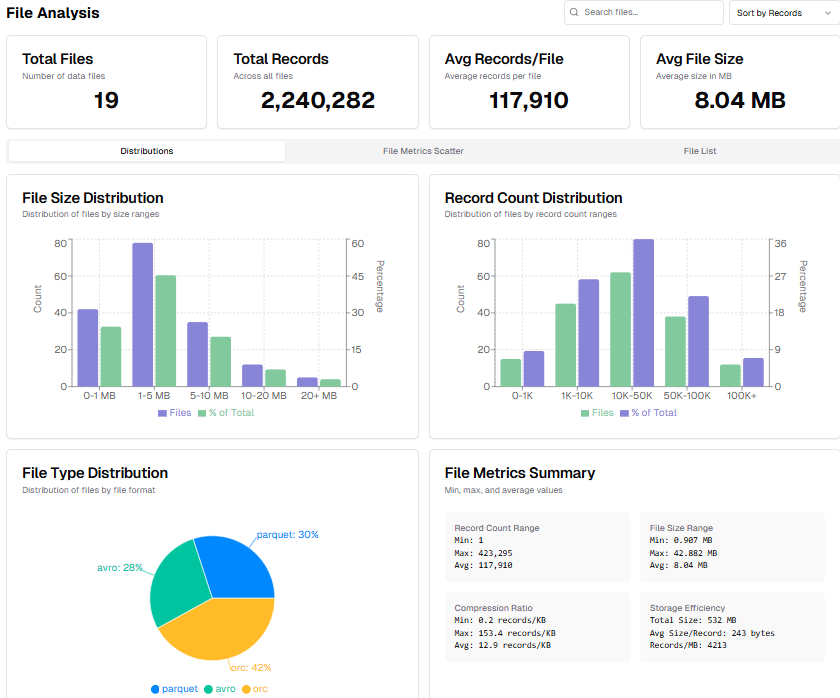 File Analysis
Search files...
Sort by Records
Total Files
Number of data files
19
Total Records
Across all files
2,240,282
Avg Records/File
Average records per file
117,910
Avg File Size
Average size in MB
8.04 MB
Distributions
File Metrics Scatter
File List
File Size Distribution
Distribution of files by size ranges
80
60
40
20
0
Count
60
45
30
15
0
Percentage
0-1 MB
1-5 MB
5-10 MB
10-20 MB
20+ MB
Files
% of Total
Record Count Distribution
Distribution of files by record count ranges
80
60
40
20
0
Count
36
27
18
9
0
Percentage
0-1K
1K-10K
10K-50K
50K-100K
100K+
Files
% of Total
File Type Distribution
Distribution of files by file format
parquet: 30%
avro: 28%
orc: 42%
parquet
avro
orc
File Metrics Summary
Min, max, and average values
Record Count Range
Min: 1
Max: 423,295
Avg: 117,910
File Size Range
Min: 0.907 MB
Max: 42.882 MB
Avg: 8.04 MB
Compression Ratio
Min: 0.2 records/KB
Max: 153.4 records/KB
Avg: 12.9 records/KB
Storage Efficiency
Total Size: 532 MB
Avg Size/Record: 243 bytes
Records/MB: 4213